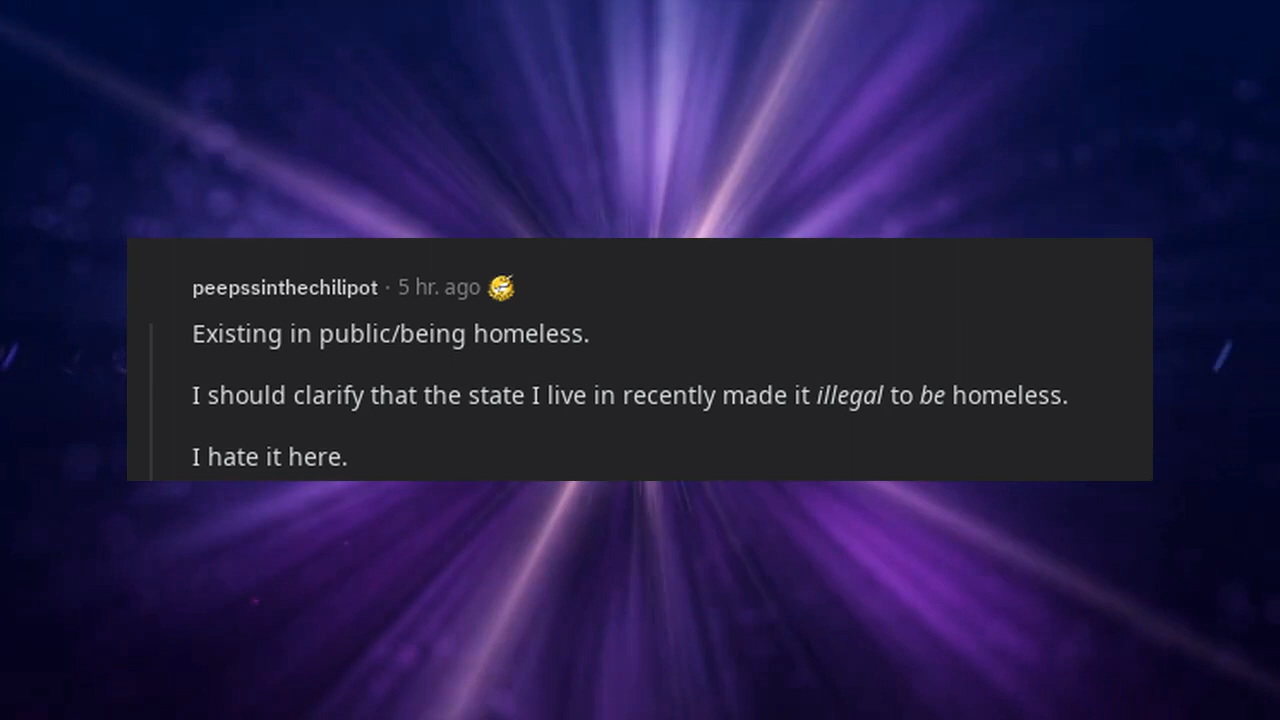 peepssinthechilipot · 5 hr. ago
Existing in public/being homeless.
I should clarify that the state I live in recently made it illegal to be homeless.
I hate it here.